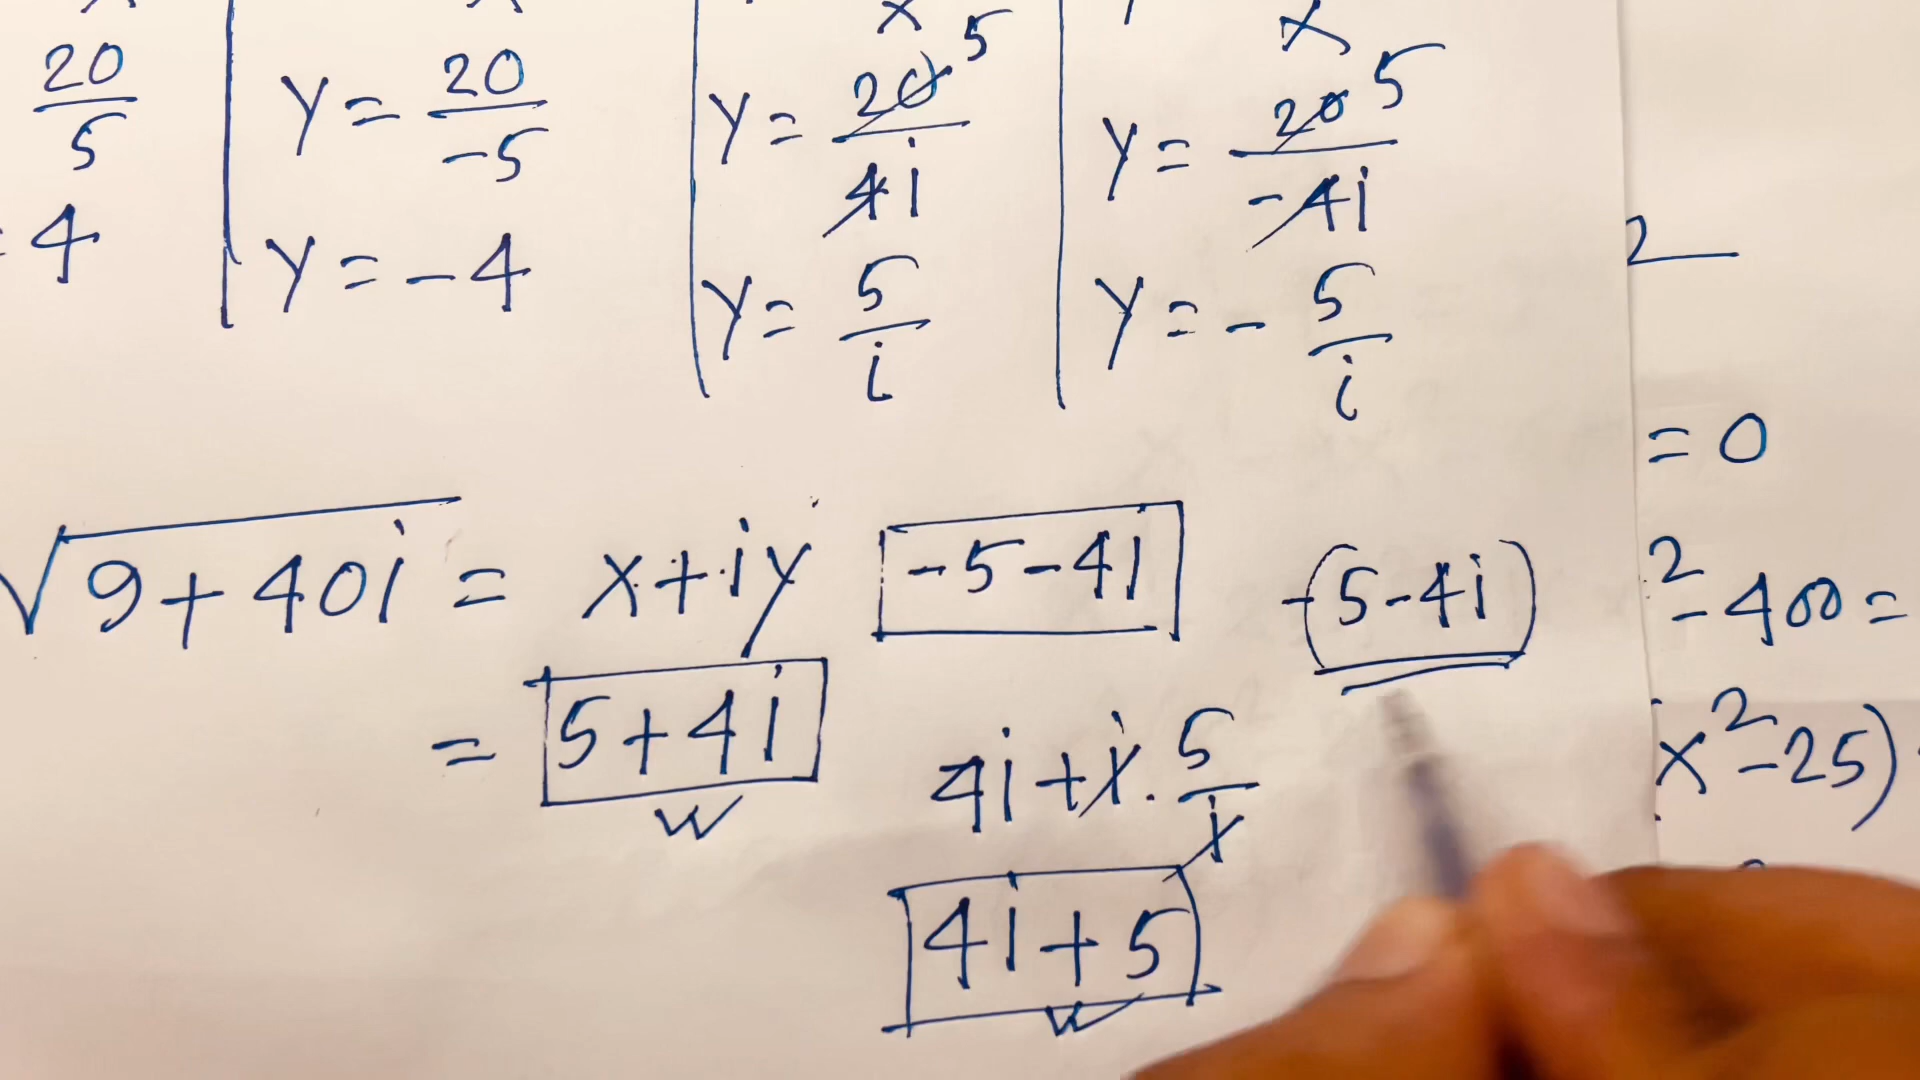 20/5 | y = 20/-5 | y = 20/4i 5 | y = 20/-4i 5
= 4 | y = -4 | y = 5/i | y = - 5/i
2
= 0
√9+40i = x+iy -5-4i -(5-4i)
2 - 400 =
= 5+4i
4i+i.5/i
x²-25)
4i+5